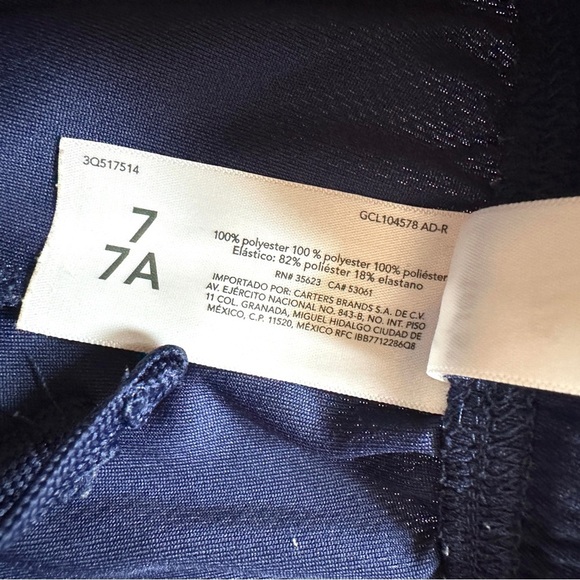 3Q517514
GCL104578 AD-R
7
7A
100% polyester 100 % polyester 100% poliéster
Elástico: 82% poliéster 18% elastano
RN# 35623 CA# 53061
IMPORTADO POR: CARTERS BRANDS S.A. DE C.V.
AV. EJÉRCITO NACIONAL NO. 843-B, NO. INT. PISO
11 COL. GRANADA, MIGUEL HIDALGO CIUDAD DE
MÉXICO, C.P. 11520, MÉXICO RFC IBB7712286Q8